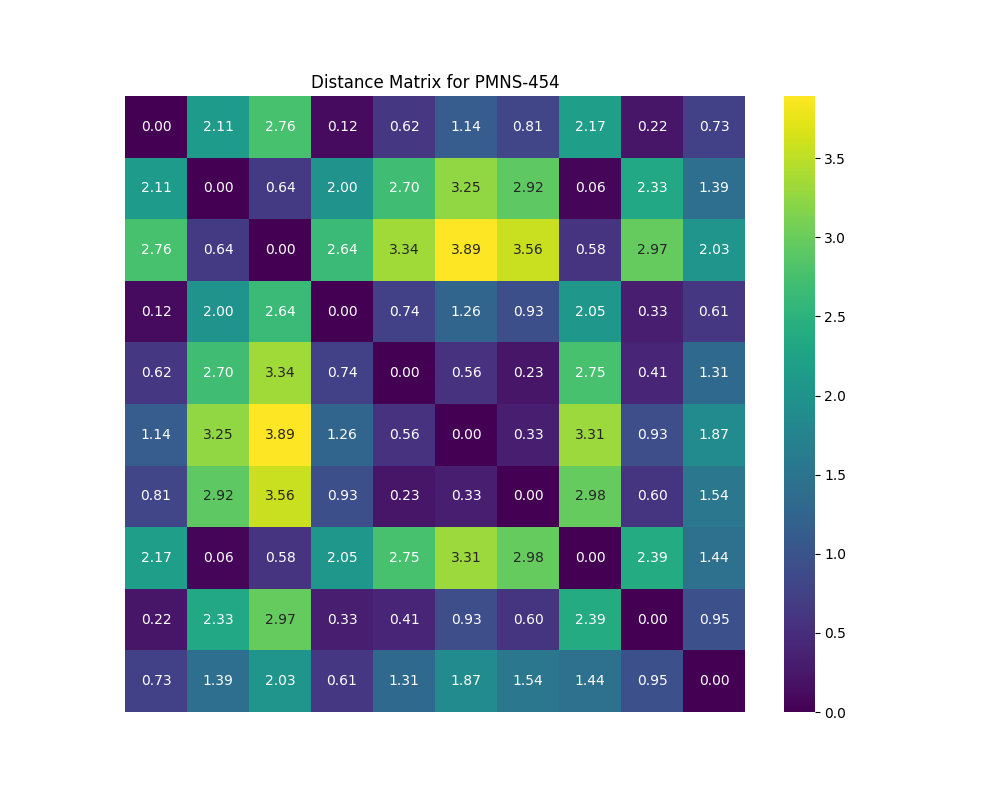 Distance Matrix for PMNS-454
0.00 2.11 2.76 0.12 0.62 1.14 0.81 2.17 0.22 0.73
2.11 0.00 0.64 2.00 2.70 3.25 2.92 0.06 2.33 1.39
2.76 0.64 0.00 2.64 3.34 3.89 3.56 0.58 2.97 2.03
0.12 2.00 2.64 0.00 0.74 1.26 0.93 2.05 0.33 0.61
0.62 2.70 3.34 0.74 0.00 0.56 0.23 2.75 0.41 1.31
1.14 3.25 3.89 1.26 0.56 0.00 0.33 3.31 0.93 1.87
0.81 2.92 3.56 0.93 0.23 0.33 0.00 2.98 0.60 1.54
2.17 0.06 0.58 2.05 2.75 3.31 2.98 0.00 2.39 1.44
0.22 2.33 2.97 0.33 0.41 0.93 0.60 2.39 0.00 0.95
0.73 1.39 2.03 0.61 1.31 1.87 1.54 1.44 0.95 0.00
3.5
3.0
2.5
2.0
1.5
1.0
0.5
0.0